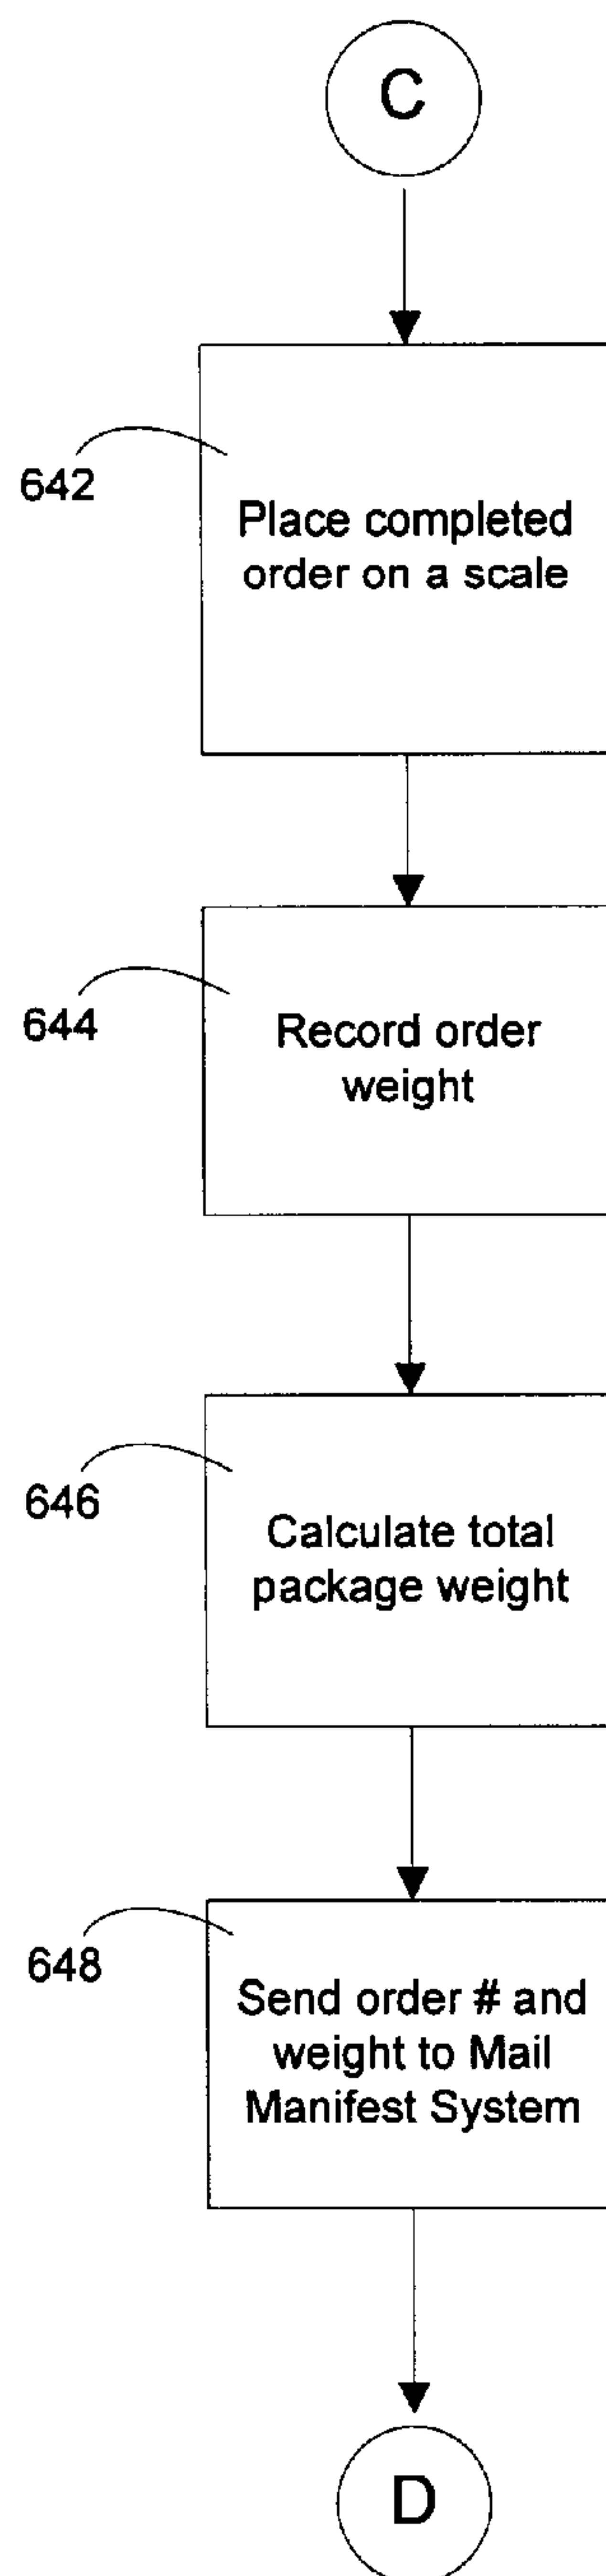 C
642
Place completed
order on a scale
644
Record order
weight
646
Calculate total
package weight
648
Send order # and
weight to Mail
Manifest System
D